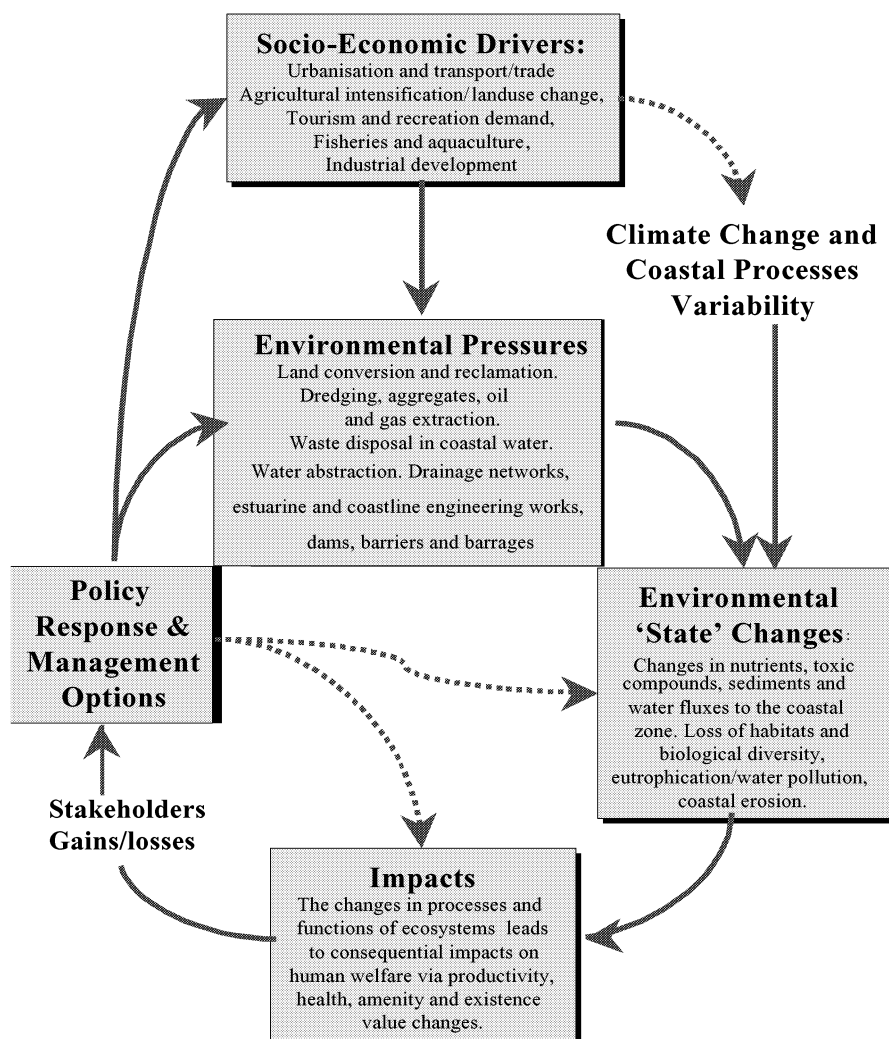 Socio-Economic Drivers:
Urbanisation and transport/trade
Agricultural intensification/landuse change,
Tourism and recreation demand,
Fisheries and aquaculture,
Industrial development
Climate Change and
Coastal Processes
Variability
Environmental Pressures
Land conversion and reclamation.
Dredging, aggregates, oil
and gas extraction.
Waste disposal in coastal water.
Water abstraction. Drainage networks,
estuarine and coastline engineering works,
dams, barriers and barrages
Policy
Response &
Management
Options
Environmental
‘State’ Changes:
Changes in nutrients, toxic
compounds, sediments and
water fluxes to the coastal
zone. Loss of habitats and
biological diversity,
eutrophication/water pollution,
coastal erosion.
Stakeholders
Gains/losses
Impacts
The changes in processes and
functions of ecosystems leads
to consequential impacts on
human welfare via productivity,
health, amenity and existence
value changes.